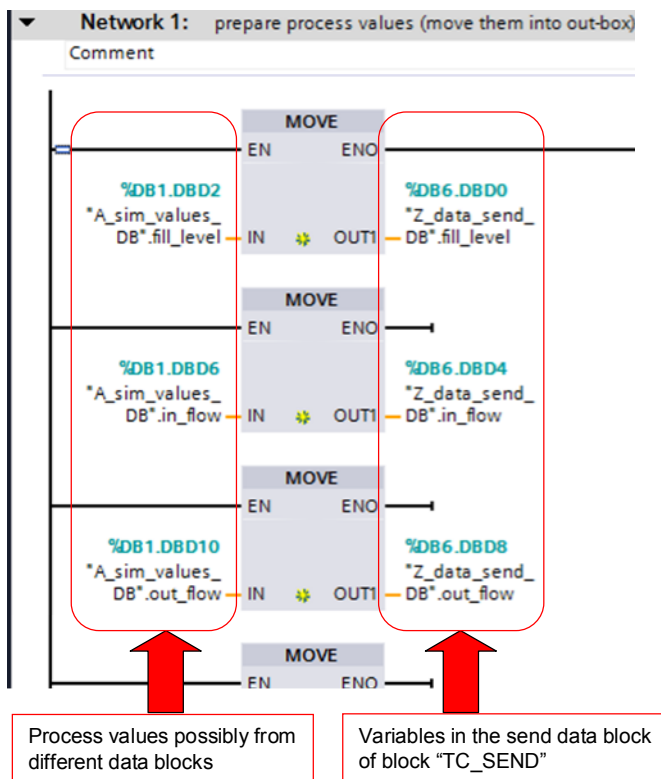 Network 1: prepare process values (move them into out-box)
Comment
MOVE
EN ENO
%DB1.DBD2 %DB6.DBD0
"A_sim_values_ "Z_data_send_
DB".fill_level IN OUT1 DB".fill_level
MOVE
EN ENO
%DB1.DBD6 %DB6.DBD4
"A_sim_values_ "Z_data_send_
DB".in_flow IN OUT1 DB".in_flow
MOVE
EN ENO
%DB1.DBD10 %DB6.DBD8
"A_sim_values_ "Z_data_send_
DB".out_flow IN OUT1 DB".out_flow
MOVE
EN ENO
Process values possibly from
different data blocks
Variables in the send data block
of block “TC_SEND”